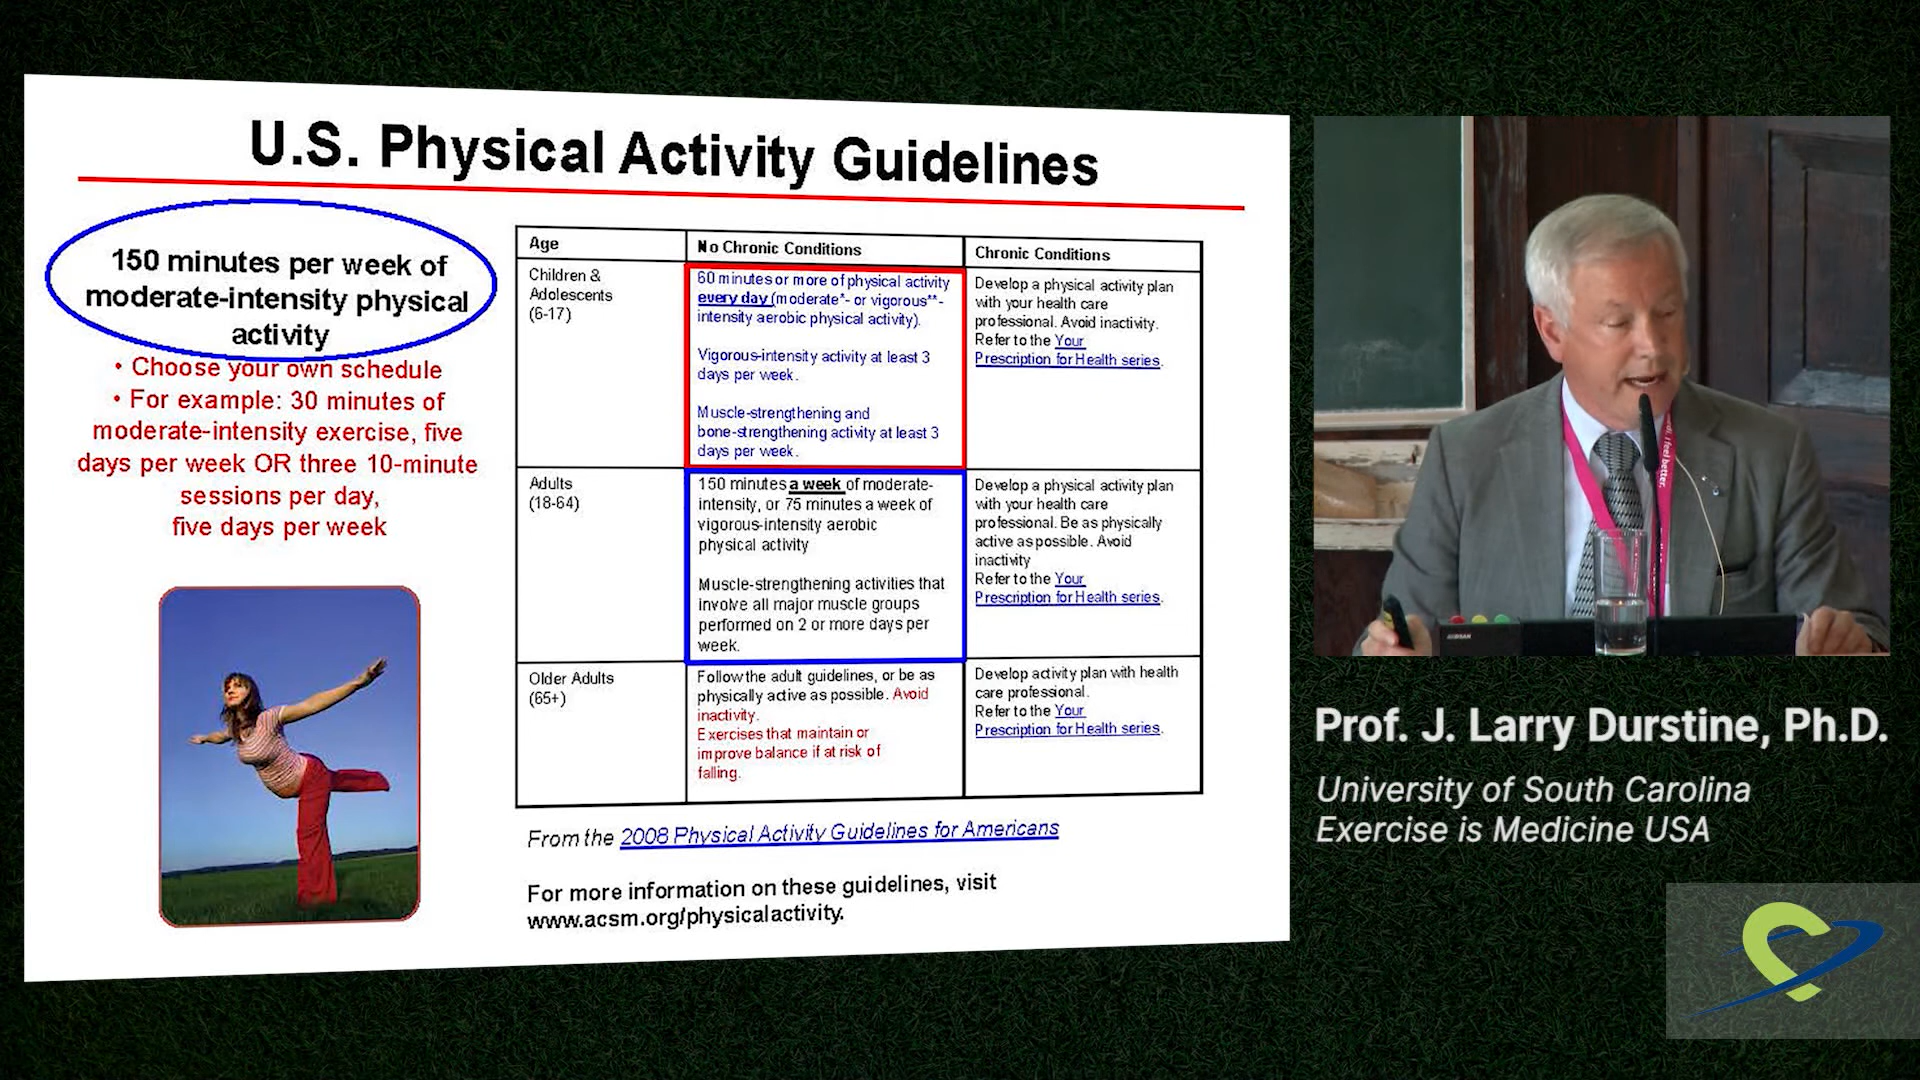 U.S. Physical Activity Guidelines
150 minutes per week of
moderate-intensity physical
activity
• Choose your own schedule
• For example: 30 minutes of
moderate-intensity exercise, five
days per week OR three 10-minute
sessions per day,
five days per week
Age
No Chronic Conditions
Chronic Conditions
Children &
Adolescents
(6-17)
60 minutes or more of physical activity
every day (moderate*- or vigorous**-
intensity aerobic physical activity).
Vigorous-intensity activity at least 3
days per week.
Muscle-strengthening and
bone-strengthening activity at least 3
days per week.
Develop a physical activity plan
with your health care
professional. Avoid inactivity.
Refer to the Your
Prescription for Health series.
Adults
(18-64)
150 minutes a week of moderate-
intensity, or 75 minutes a week of
vigorous-intensity aerobic
physical activity
Muscle-strengthening activities that
involve all major muscle groups
performed on 2 or more days per
week.
Develop a physical activity plan
with your health care
professional. Be as physically
active as possible. Avoid
inactivity
Refer to the Your
Prescription for Health series.
Older Adults
(65+)
Follow the adult guidelines, or be as
physically active as possible. Avoid
inactivity.
Exercises that maintain or
improve balance if at risk of
falling.
Develop activity plan with health
care professional.
Refer to the Your
Prescription for Health series.
From the 2008 Physical Activity Guidelines for Americans
For more information on these guidelines, visit
www.acsm.org/physicalactivity.
Prof. J. Larry Durstine, Ph.D.
University of South Carolina
Exercise is Medicine USA